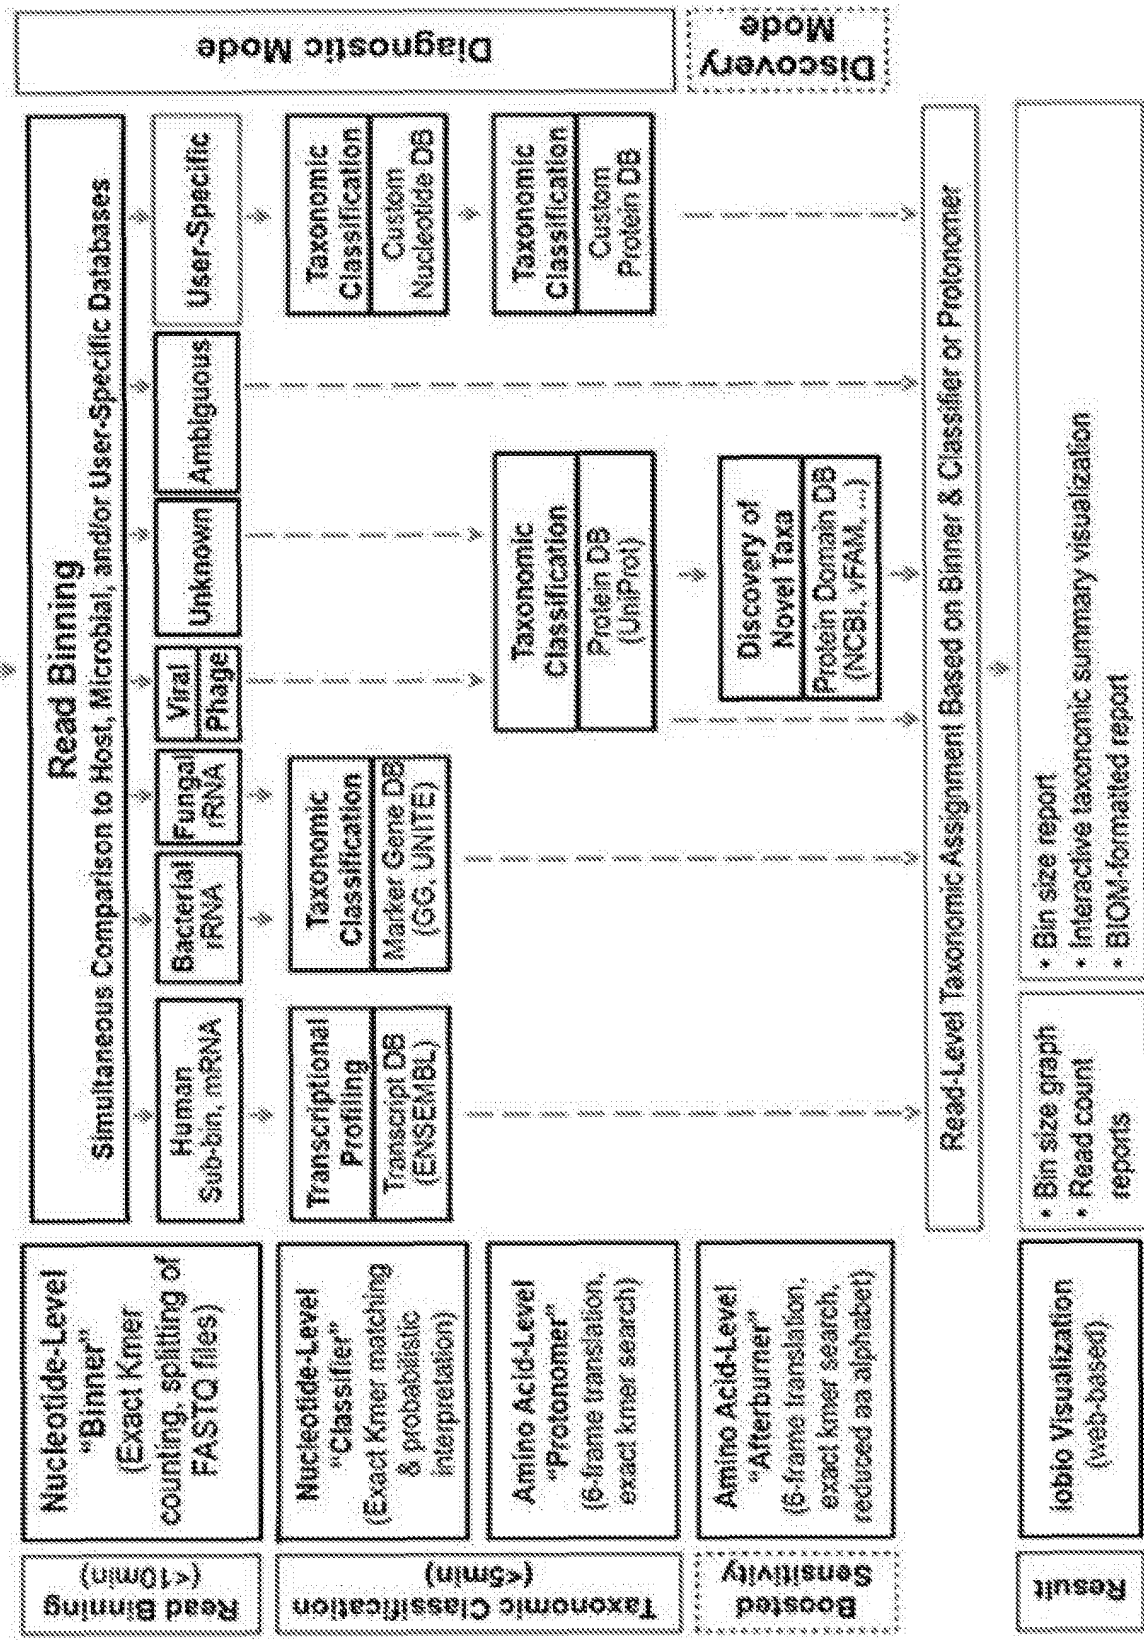 Read Binning
(<10min)
Nucleotide-Level
"Binner"
(Exact Kmer
counting, splitting of
FASTQ files)
Read Binning
Simultaneous Comparison to Host, Microbial, and/or User-Specific Databases
Human
Sub-bin, mRNA
Bacterial
rRNA
Fungal
rRNA
Viral
Phage
Unknown
Ambiguous
User-Specific
Diagnostic Mode
Taxonomic Classification
(<5min)
Nucleotide-Level
"Classifier"
(Exact Kmer matching
& probabilistic
interpretation)
Transcriptional
Profiling
Transcript DB
(ENSEMBL)
Taxonomic
Classification
Marker Gene DB
(GG, UNITE)
Taxonomic
Classification
Custom
Nucleotide DB
Amino Acid-Level
"Protonomer"
(6-frame translation,
exact kmer search)
Taxonomic
Classification
Protein DB
(UniProt)
Taxonomic
Classification
Custom
Protein DB
Boosted
Sensitivity
Amino Acid-Level
"Afterburner"
(6-frame translation,
exact kmer search,
reduced aa alphabet)
Discovery of
Novel Taxa
Protein Domain DB
(NCBI, vFAM, ...)
Discovery
Mode
Read-Level Taxonomic Assignment Based on Binner & Classifier or Protonomer
Result
iobio Visualization
(web-based)
• Bin size graph
• Read count
reports
• Bin size report
• Interactive taxonomic summary visualization
• BIOM-formatted report